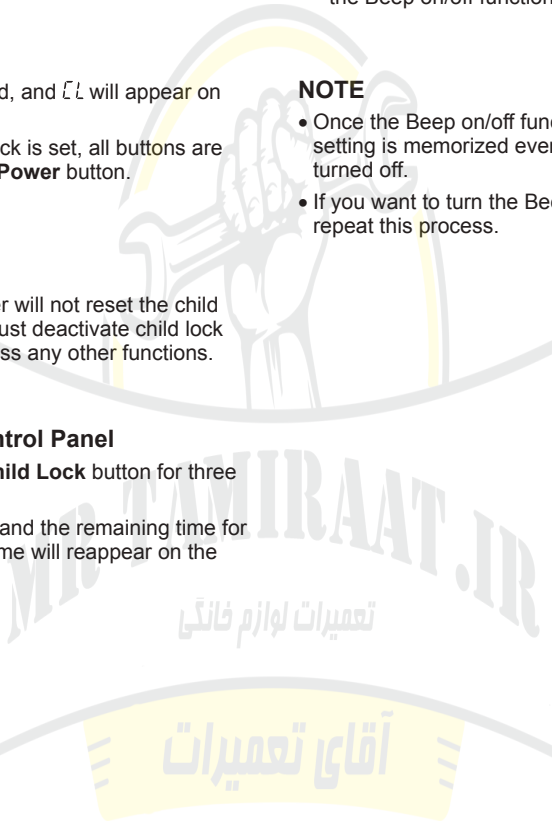 d, and CL will appear on
ck is set, all buttons are
Power button.
er will not reset the child
ust deactivate child lock
ss any other functions.
ntrol Panel
hild Lock button for three
and the remaining time for
me will reappear on the
the Beep on/off function
NOTE
• Once the Beep on/off func
setting is memorized even
turned off.
• If you want to turn the Bee
repeat this process.
MR TAMIRAAT.IR
تعمیرات لوازم خانگی
آقای تعمیرات